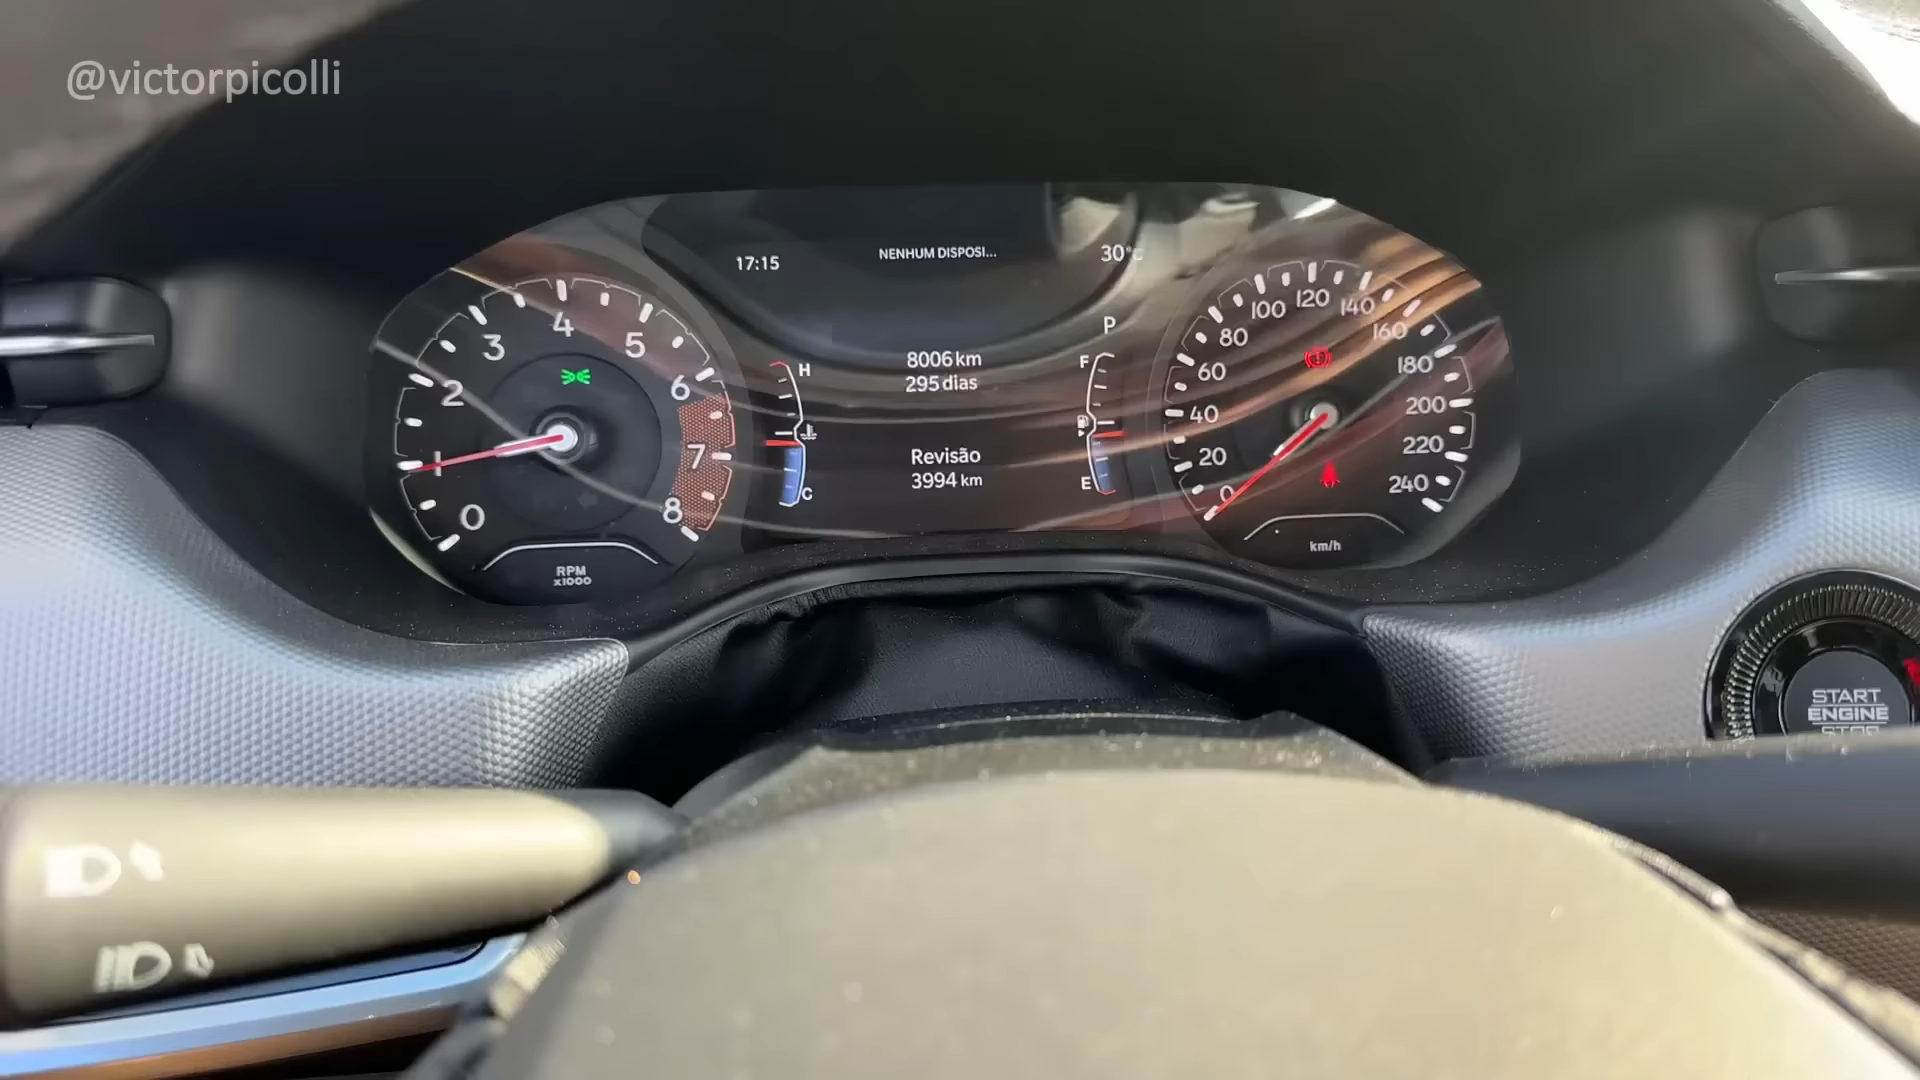 @victorpicolli
17:15
NENHUM DISPOSI...
30°C
P
8006 km
295 dias
Revisão
3994 km
H
C
F
E
0
1
2
3
4
5
6
7
8
RPM
x1000
0
20
40
60
80
100
120
140
160
180
200
220
240
km/h
START
ENGINE
STOP